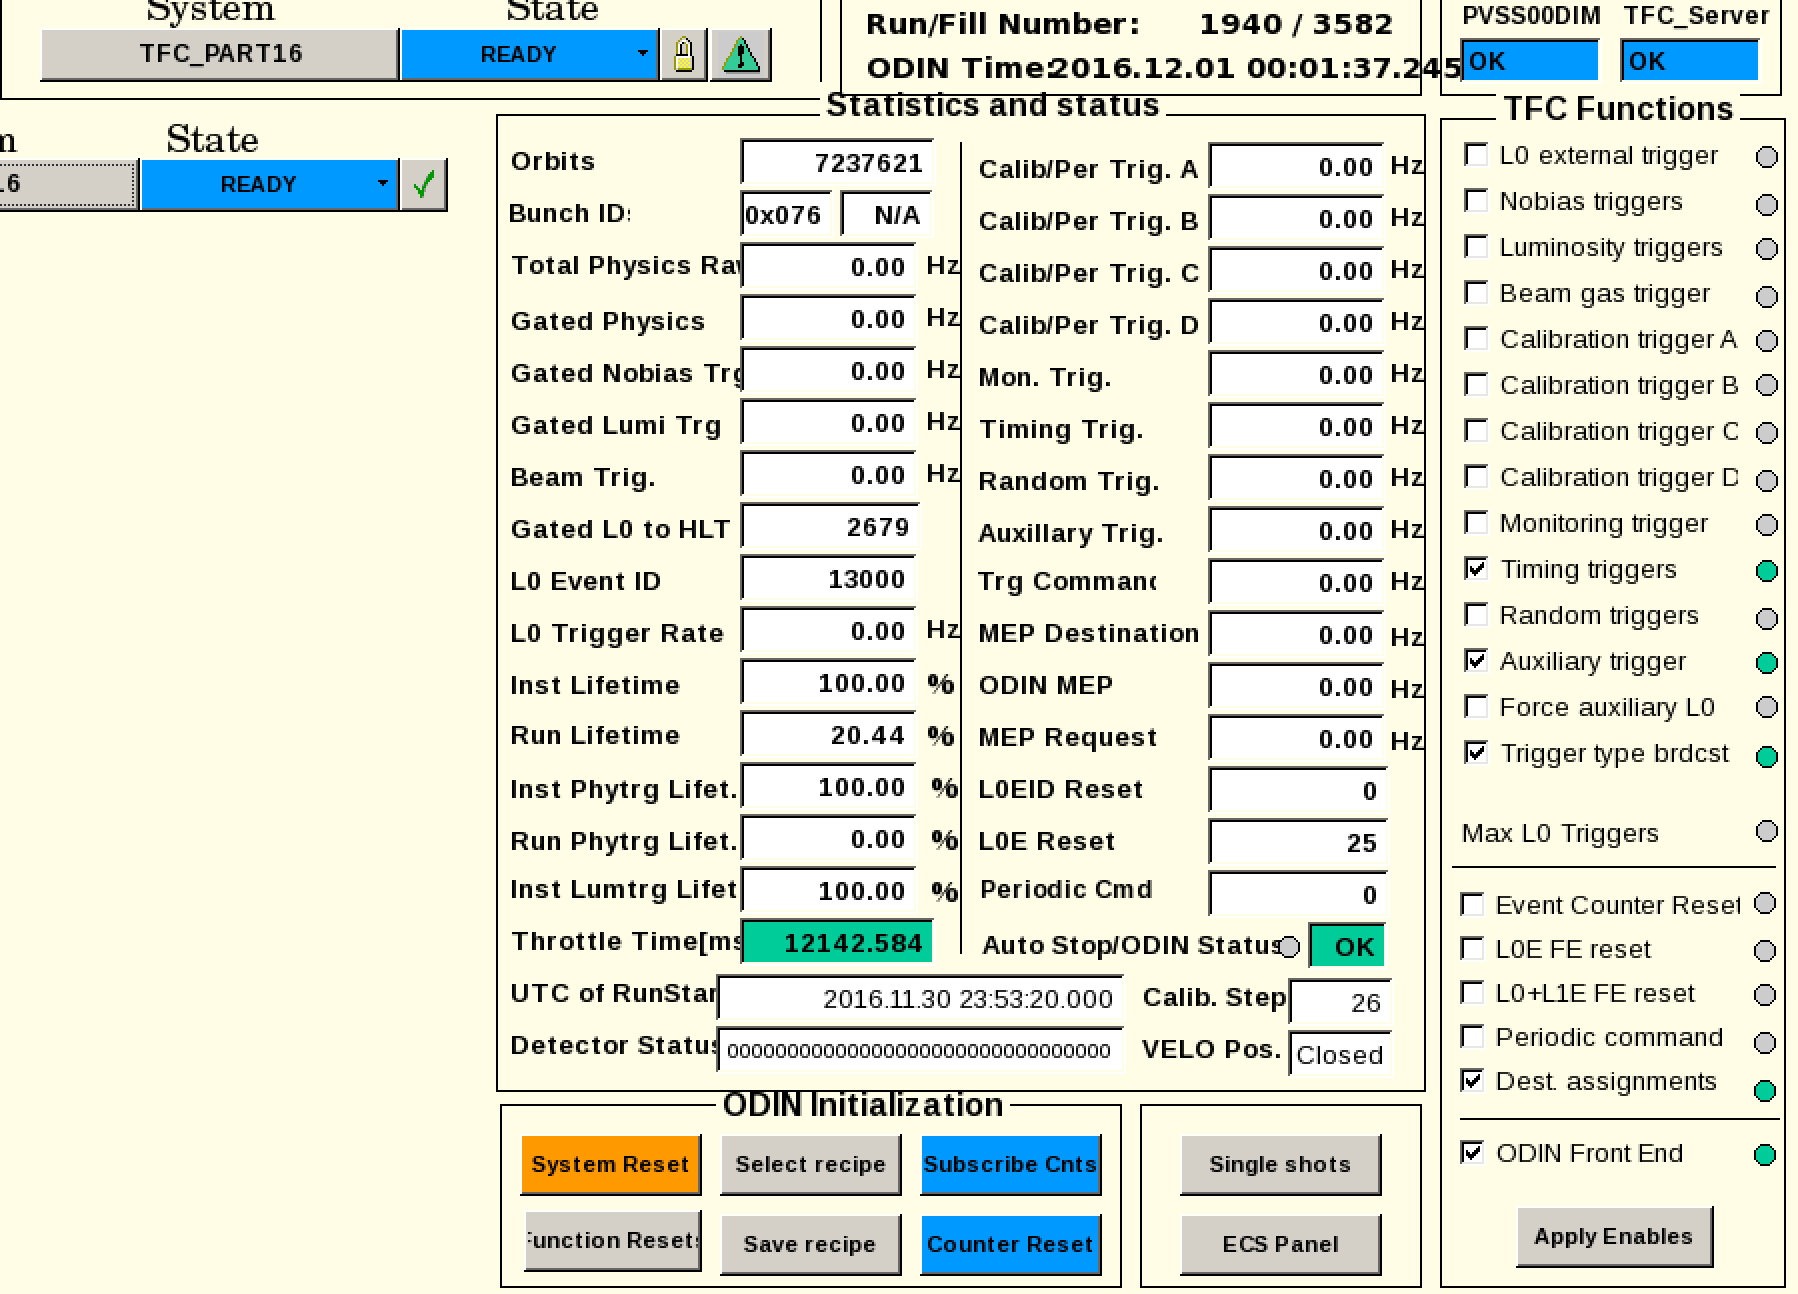 System State
TFC_PART16 READY
Run/Fill Number: 1940 / 3582
ODIN Time: 2016.12.01 00:01:37.245
PVSS00DIM TFC_Server
OK OK
State
.6 READY
Statistics and status
Orbits 7237621
Bunch ID: 0x076 N/A
Total Physics Raw 0.00 Hz
Gated Physics 0.00 Hz
Gated Nobias Trg 0.00 Hz
Gated Lumi Trg 0.00 Hz
Beam Trig. 0.00 Hz
Gated L0 to HLT 2679
L0 Event ID 13000
L0 Trigger Rate 0.00 Hz
Inst Lifetime 100.00 %
Run Lifetime 20.44 %
Inst Phytrg Lifet. 100.00 %
Run Phytrg Lifet. 0.00 %
Inst Lumtrg Lifet 100.00 %
Throttle Time[ms 12142.584
Calib/Per Trig. A 0.00 Hz
Calib/Per Trig. B 0.00 Hz
Calib/Per Trig. C 0.00 Hz
Calib/Per Trig. D 0.00 Hz
Mon. Trig. 0.00 Hz
Timing Trig. 0.00 Hz
Random Trig. 0.00 Hz
Auxillary Trig. 0.00 Hz
Trg Command 0.00 Hz
MEP Destination 0.00 Hz
ODIN MEP 0.00 Hz
MEP Request 0.00 Hz
L0EID Reset 0
L0E Reset 25
Periodic Cmd 0
Auto Stop/ODIN Status OK
UTC of RunStar 2016.11.30 23:53:20.000 Calib. Step 26
Detector Status 00000000000000000000000000000000 VELO Pos. Closed
ODIN Initialization
System Reset Select recipe Subscribe Cnts
Function Resets Save recipe Counter Reset
Single shots
ECS Panel
TFC Functions
L0 external trigger
Nobias triggers
Luminosity triggers
Beam gas trigger
Calibration trigger A
Calibration trigger B
Calibration trigger C
Calibration trigger D
Monitoring trigger
Timing triggers
Random triggers
Auxiliary trigger
Force auxiliary L0
Trigger type brdcst
Max L0 Triggers
Event Counter Reset
L0E FE reset
L0+L1E FE reset
Periodic command
Dest. assignments
ODIN Front End
Apply Enables